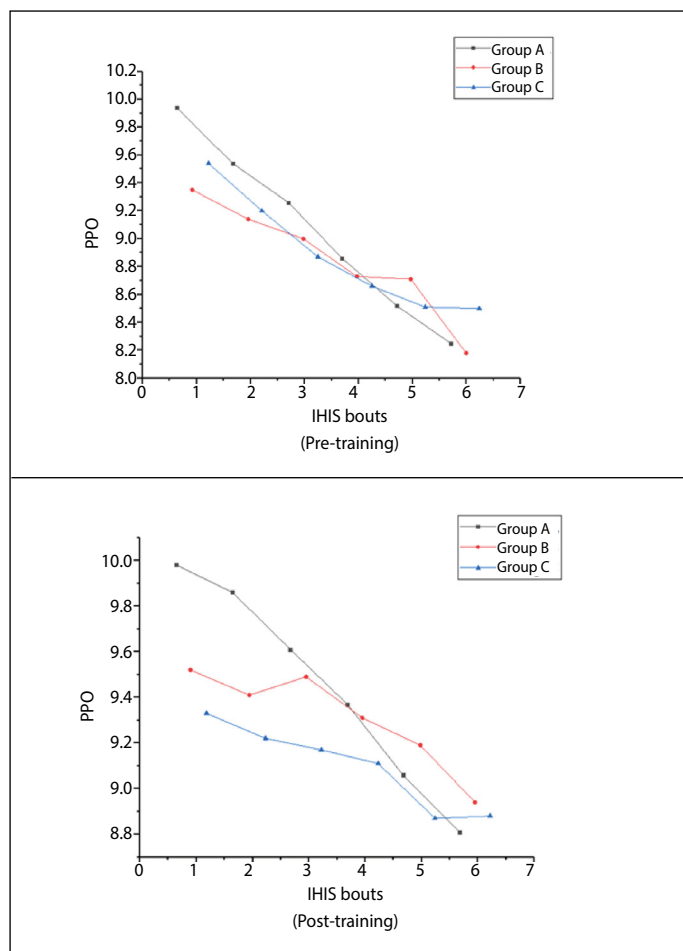 Group A
Group B
Group C
10.2
10.0
9.8
9.6
9.4
9.2
9.0
8.8
8.6
8.4
8.2
8.0
PPO
0 1 2 3 4 5 6 7
IHIS bouts
(Pre-training)
Group A
Group B
Group C
10.0
9.8
9.6
9.4
9.2
9.0
8.8
PPO
0 1 2 3 4 5 6 7
IHIS bouts
(Post-training)